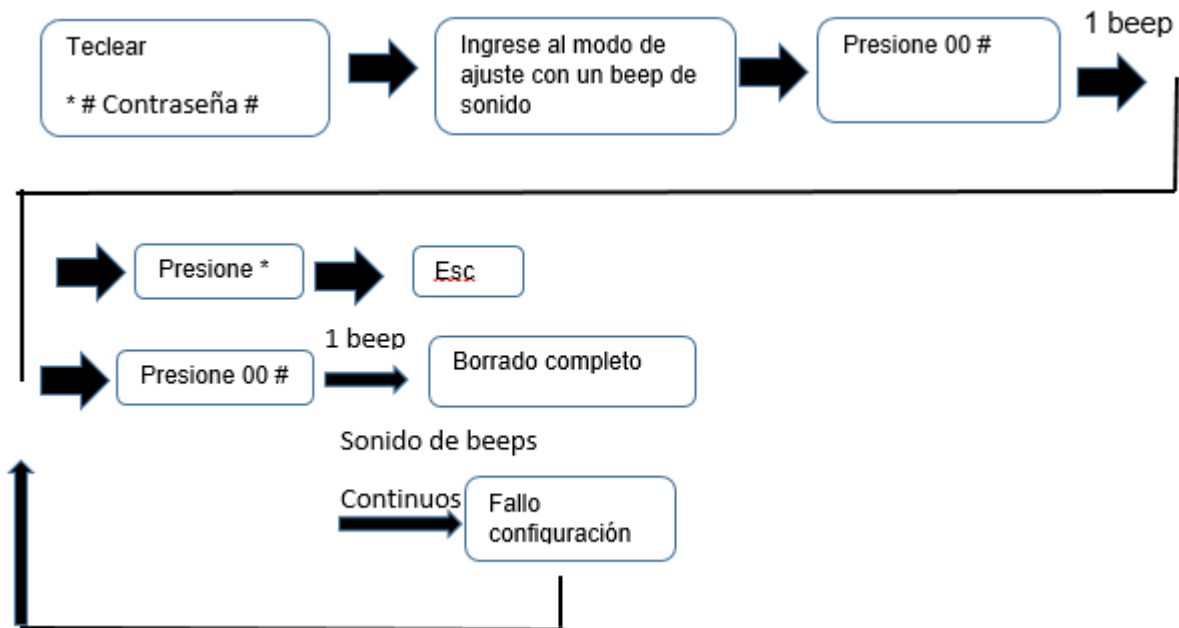 Teclear
* # Contraseña #
Ingrese al modo de
ajuste con un beep de
sonido
Presione 00 #
1 beep
Presione *
Esc
Presione 00 #
1 beep
Borrado completo
Sonido de beeps
Continuos
Fallo
configuración